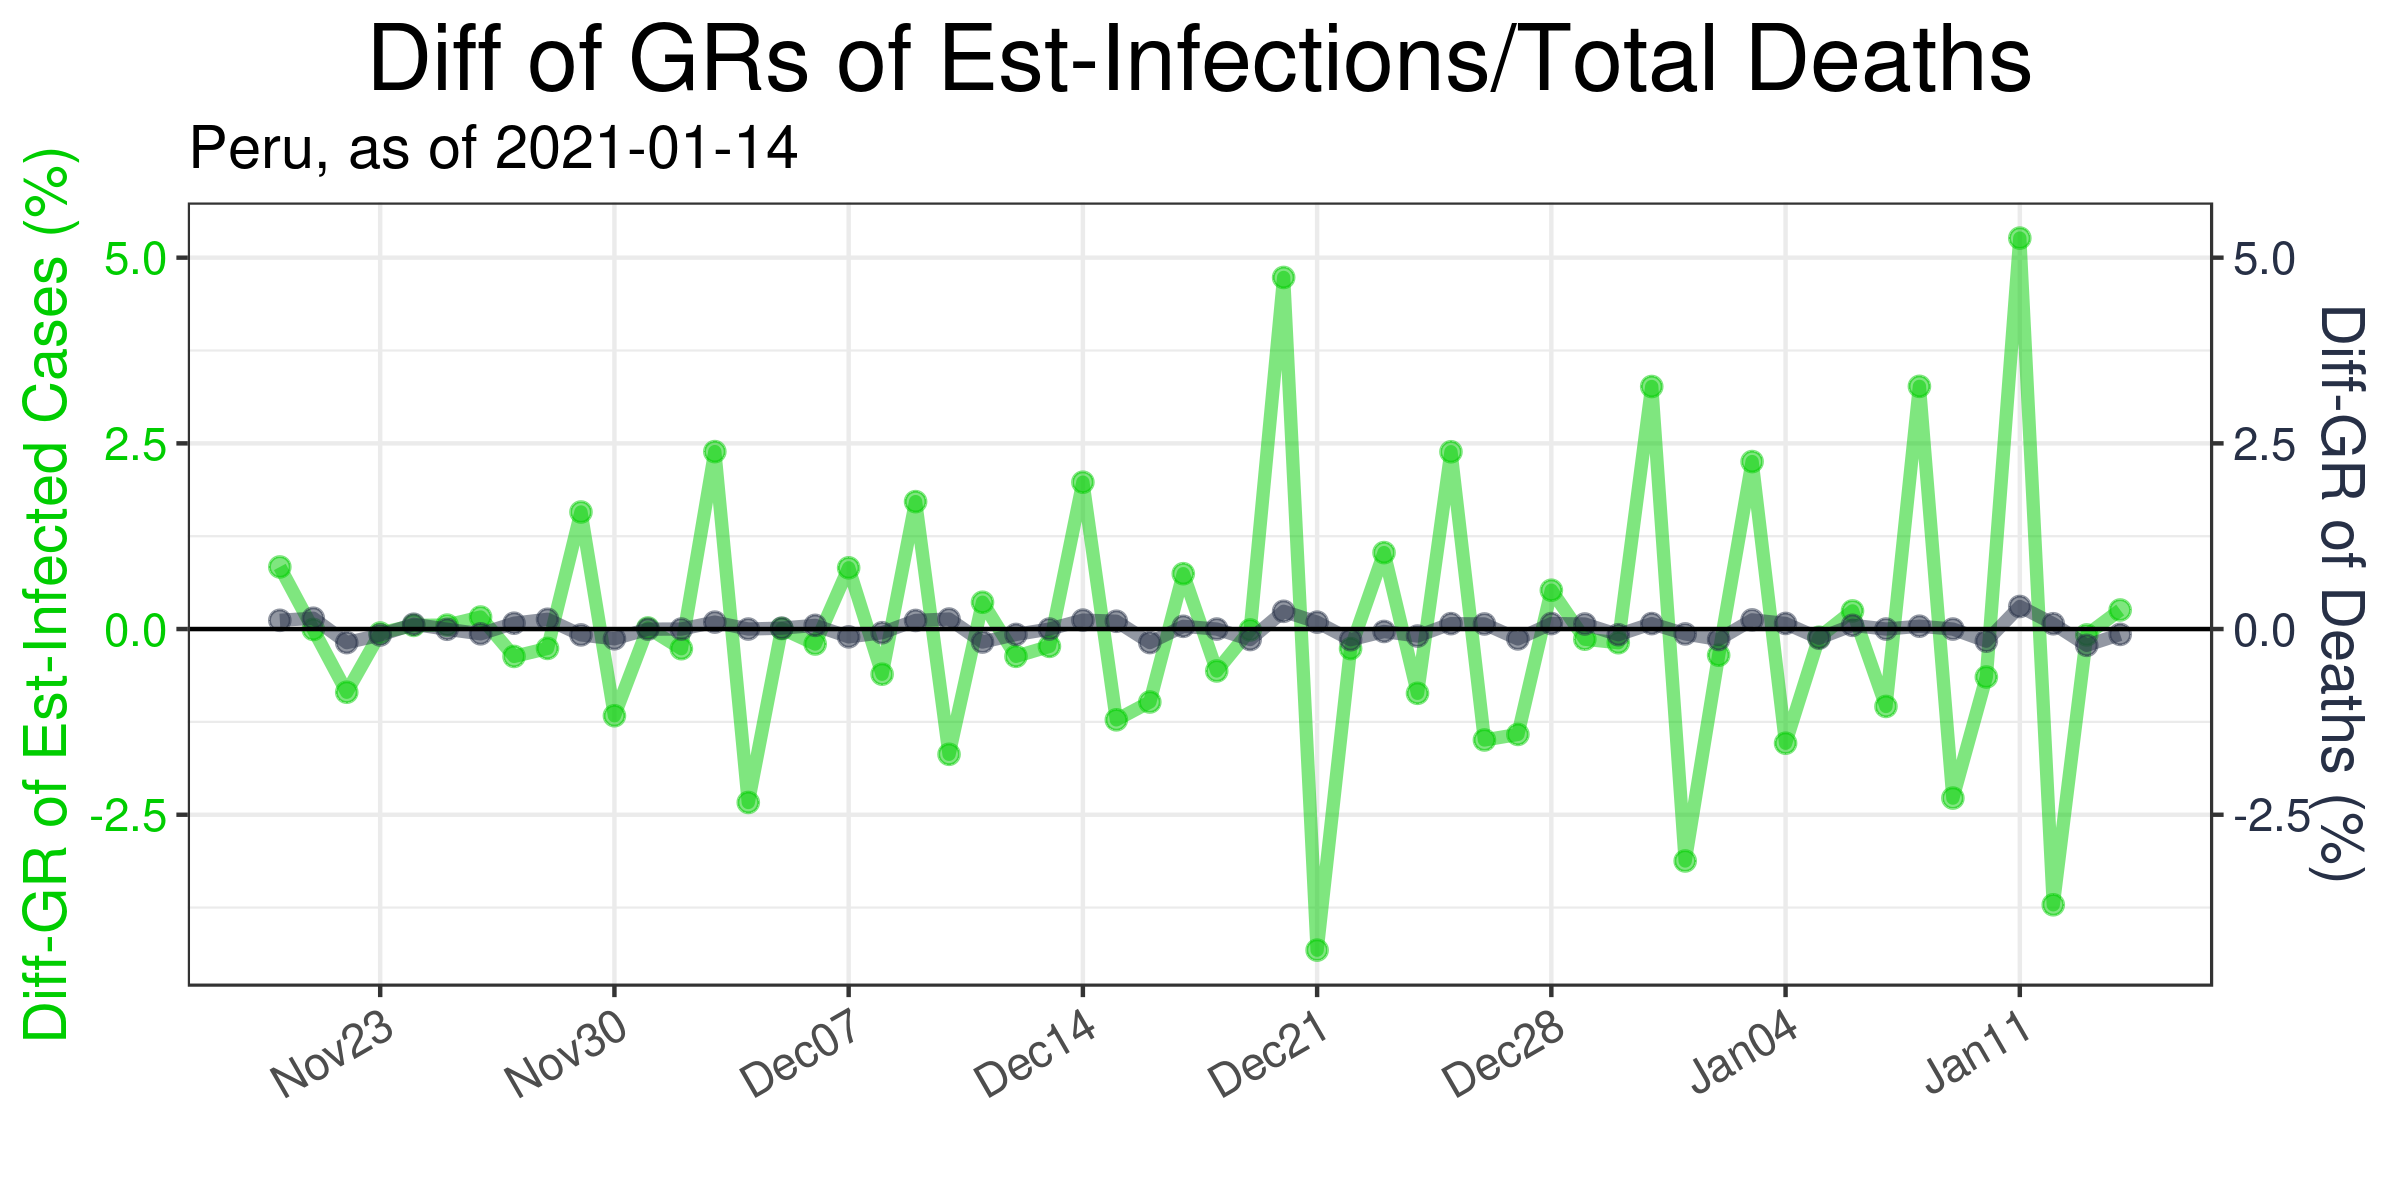 Diff of GRs of Est-Infections/Total Deaths
Peru, as of 2021-01-14
Diff-GR of Est-Infected Cases (%)
5.0
2.5
0.0
-2.5
5.0
2.5
0.0
-2.5
Diff-GR of Deaths (%)
Nov23
Nov30
Dec07
Dec14
Dec21
Dec28
Jan04
Jan11